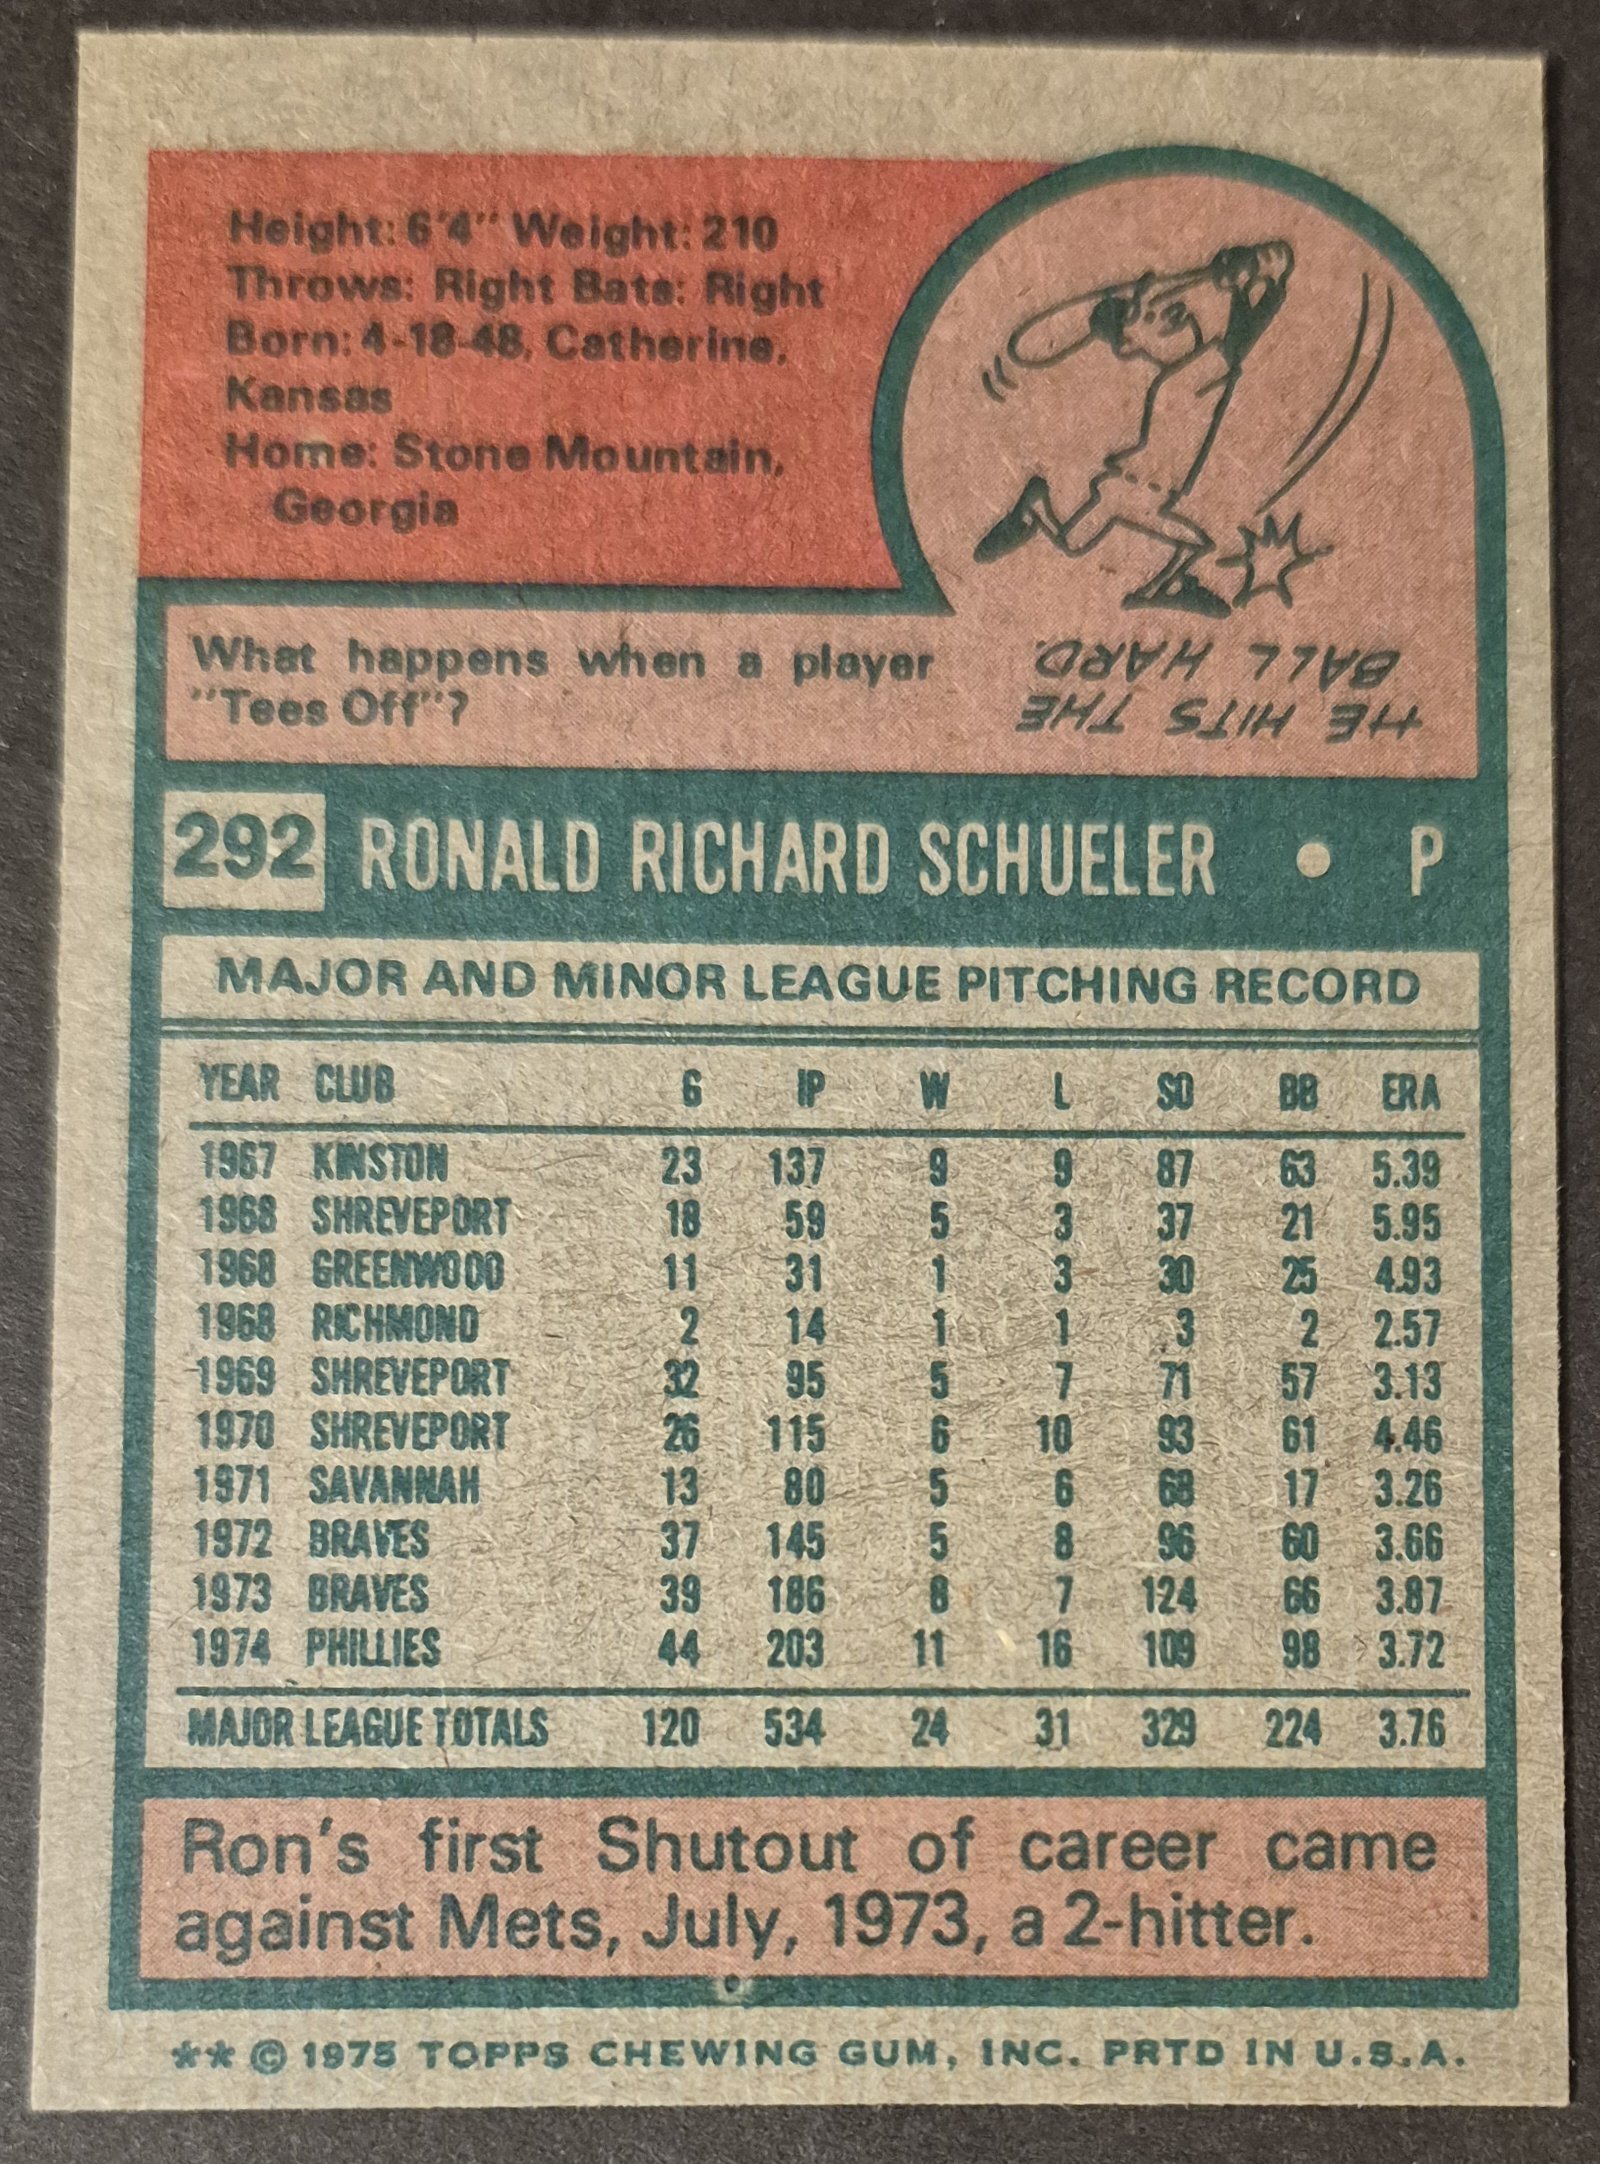 Height: 6'4" Weight: 210
Throws: Right Bats: Right
Born: 4-18-48, Catherine,
Kansas
Home: Stone Mountain,
Georgia
What happens when a player
"Tees Off"?
HE HITS THE
BALL HARD.
292 RONALD RICHARD SCHUELER • P
MAJOR AND MINOR LEAGUE PITCHING RECORD
YEAR CLUB G IP W L SO BB ERA
1967 KINSTON 23 137 9 9 87 63 5.39
1968 SHREVEPORT 18 59 5 3 37 21 5.95
1968 GREENWOOD 11 31 1 3 30 25 4.93
1968 RICHMOND 2 14 1 1 3 2 2.57
1969 SHREVEPORT 32 95 5 7 71 57 3.13
1970 SHREVEPORT 26 115 6 10 93 61 4.46
1971 SAVANNAH 13 80 5 6 68 17 3.26
1972 BRAVES 37 145 5 8 96 60 3.66
1973 BRAVES 39 186 8 7 124 66 3.87
1974 PHILLIES 44 203 11 16 109 98 3.72
MAJOR LEAGUE TOTALS 120 534 24 31 329 224 3.76
Ron's first Shutout of career came
against Mets, July, 1973, a 2-hitter.
** © 1975 TOPPS CHEWING GUM, INC. PRTD IN U.S.A.